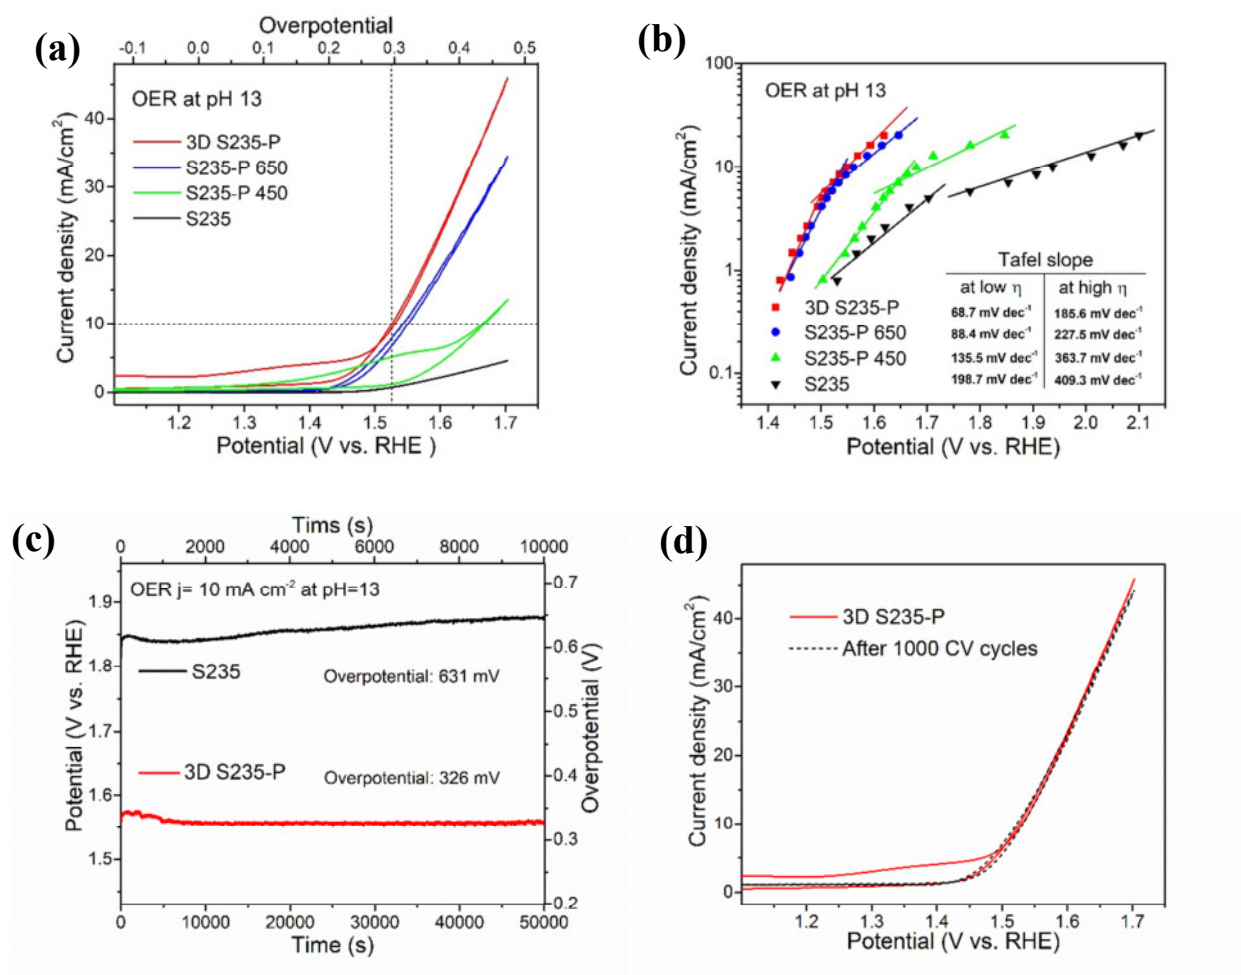 (a)
Overpotential
-0.1 0.0 0.1 0.2 0.3 0.4 0.5
OER at pH 13
3D S235-P
S235-P 650
S235-P 450
S235
Current density (mA/cm²)
40
30
20
10
0
1.2 1.3 1.4 1.5 1.6 1.7
Potential (V vs. RHE )
(b)
OER at pH 13
Current density (mA/cm²)
100
10
1
0.1
3D S235-P
S235-P 650
S235-P 450
S235
Tafel slope
at low η at high η
68.7 mV dec⁻¹ 185.6 mV dec⁻¹
88.4 mV dec⁻¹ 227.5 mV dec⁻¹
135.5 mV dec⁻¹ 363.7 mV dec⁻¹
198.7 mV dec⁻¹ 409.3 mV dec⁻¹
1.4 1.5 1.6 1.7 1.8 1.9 2.0 2.1
Potential (V vs. RHE)
(c)
Tims (s)
0 2000 4000 6000 8000 10000
OER j= 10 mA cm⁻² at pH=13
S235
Overpotential: 631 mV
3D S235-P
Overpotential: 326 mV
Potential (V vs. RHE)
1.9
1.8
1.7
1.6
1.5
Overpotential (V)
0.7
0.6
0.5
0.4
0.3
0.2
0 10000 20000 30000 40000 50000
Time (s)
(d)
3D S235-P
After 1000 CV cycles
Current density (mA/cm²)
40
30
20
10
0
1.2 1.3 1.4 1.5 1.6 1.7
Potential (V vs. RHE)